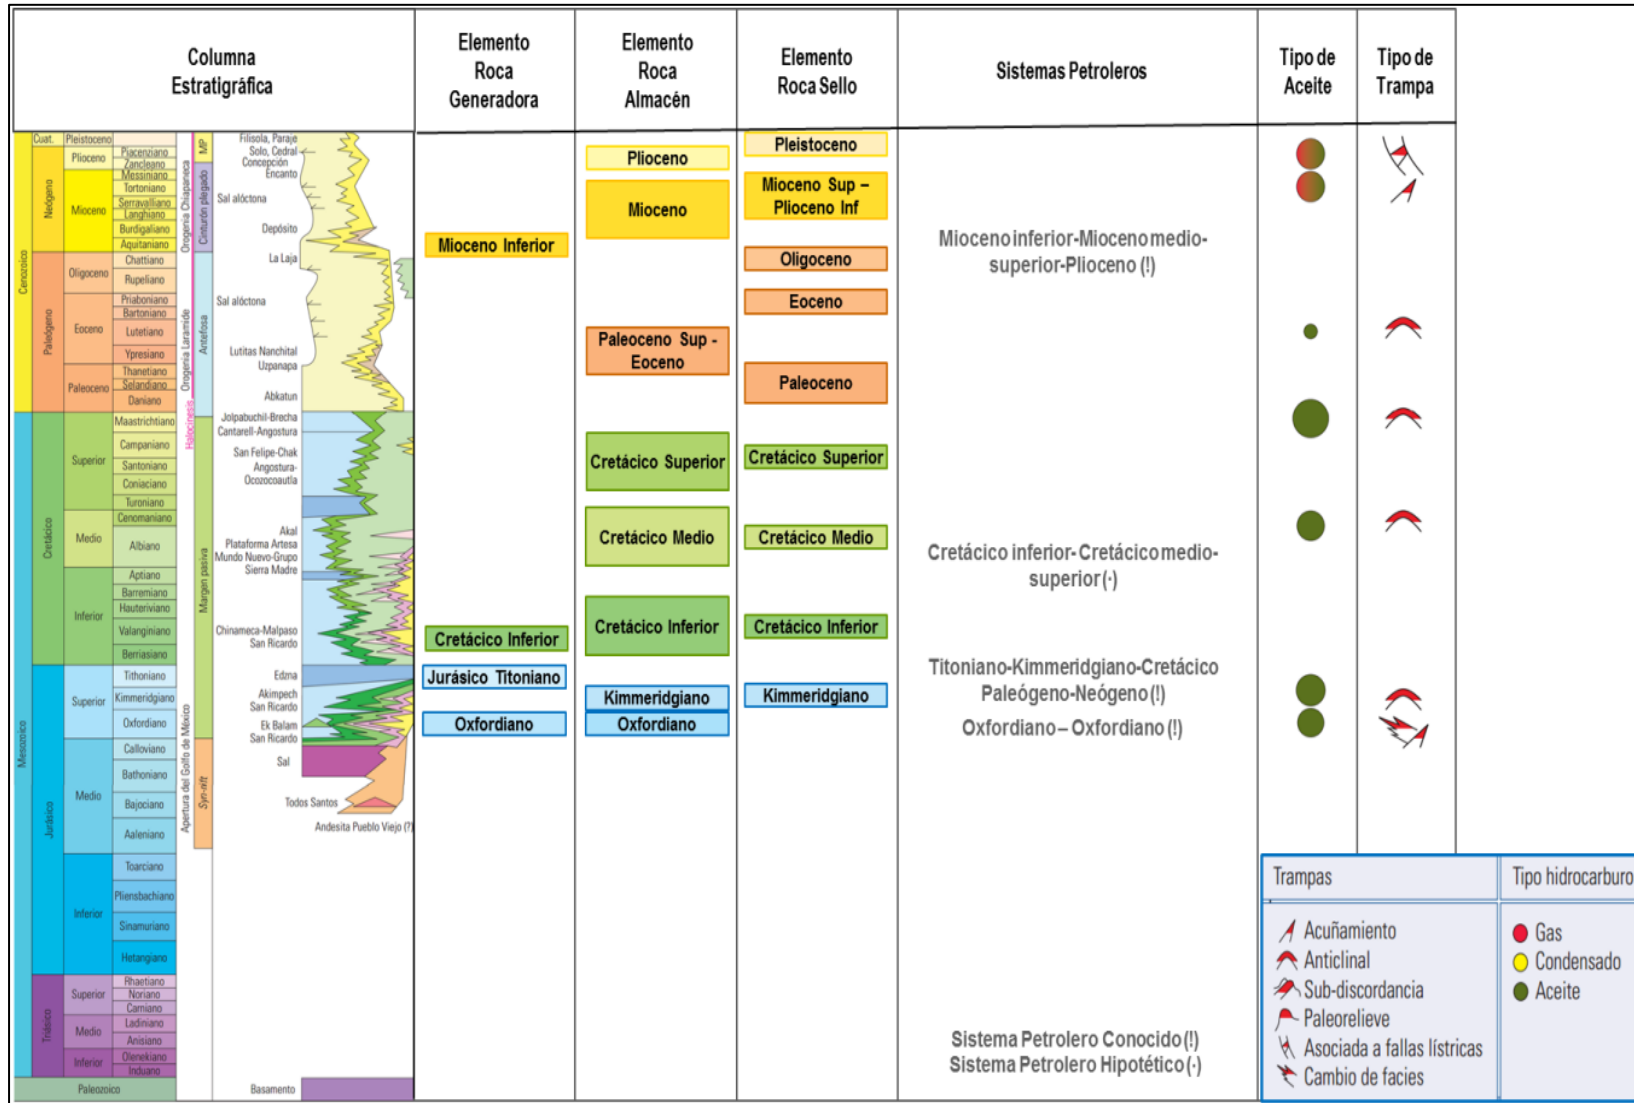 Columna
Estratigráfica
Elemento
Roca
Generadora
Elemento
Roca
Almacén
Elemento
Roca Sello
Sistemas Petroleros
Tipo de
Aceite
Tipo de
Trampa
Cenozoico
Mesozoico
Cuat.
Neógeno
Paleógeno
Cretácico
Jurásico
Triásico
Paleozoico
Pleistoceno
Plioceno
Mioceno
Oligoceno
Eoceno
Paleoceno
Superior
Medio
Inferior
Superior
Medio
Inferior
Superior
Medio
Inferior
Piacenziano
Zancleano
Messiniano
Tortoniano
Serravalliano
Langhiano
Burdigaliano
Aquitaniano
Chattiano
Rupeliano
Priaboniano
Bartoniano
Lutetiano
Ypresiano
Thanetiano
Selandiano
Daniano
Maastrichtiano
Campaniano
Santoniano
Coniaciano
Turoniano
Cenomaniano
Albiano
Aptiano
Barremiano
Hauteriviano
Valanginiano
Berriasiano
Tithoniano
Kimmeridgiano
Oxfordiano
Calloviano
Bathoniano
Bajociano
Aaleniano
Toarciano
Pliensbachiano
Sinamuriano
Hetangiano
Rhaetiano
Noriano
Carniano
Ladiniano
Anisiano
Olenekiano
Induano
Orogenia Chiapaneca
Orogenia Laramide
Halocinesis
Apertura del Golfo de México
MP
Cinturón plegado
Antefosa
Margen pasiva
Syn-rift
Filisola, Paraje
Solo, Cedral
Concepción
Encanto
Sal alóctona
Depósito
La Laja
Sal alóctona
Lutitas Nanchital
Uzpanapa
Abkatun
Jolpabuchil-Brecha
Cantarell-Angostura
San Felipe-Chak
Angostura-
Ocozocoautla
Akal
Plataforma Artesa
Mundo Nuevo-Grupo
Sierra Madre
Chinameca-Malpaso
San Ricardo
Edzna
Akimpech
San Ricardo
Ek Balam
San Ricardo
Sal
Todos Santos
Andesita Pueblo Viejo (?)
Basamento
Mioceno Inferior
Cretácico Inferior
Jurásico Titoniano
Oxfordiano
Plioceno
Mioceno
Paleoceno Sup -
Eoceno
Cretácico Superior
Cretácico Medio
Cretácico Inferior
Kimmeridgiano
Oxfordiano
Pleistoceno
Mioceno Sup –
Plioceno Inf
Oligoceno
Eoceno
Paleoceno
Cretácico Superior
Cretácico Medio
Cretácico Inferior
Kimmeridgiano
Mioceno inferior-Mioceno medio-
superior-Plioceno (!)
Cretácico inferior- Cretácico medio-
superior (·)
Titoniano-Kimmeridgiano-Cretácico
Paleógeno-Neógeno (!)
Oxfordiano – Oxfordiano (!)
Sistema Petrolero Conocido (!)
Sistema Petrolero Hipotético (·)
Trampas
Acuñamiento
Anticlinal
Sub-discordancia
Paleorelieve
Asociada a fallas lístricas
Cambio de facies
Tipo hidrocarburo
Gas
Condensado
Aceite